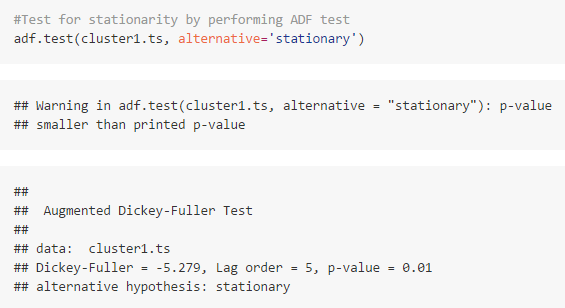 #Test for stationarity by performing ADF test
adf.test(cluster1.ts, alternative='stationary')
## Warning in adf.test(cluster1.ts, alternative = "stationary"): p-value
## smaller than printed p-value
##
##  Augmented Dickey-Fuller Test
##
## data:  cluster1.ts
## Dickey-Fuller = -5.279, Lag order = 5, p-value = 0.01
## alternative hypothesis: stationary